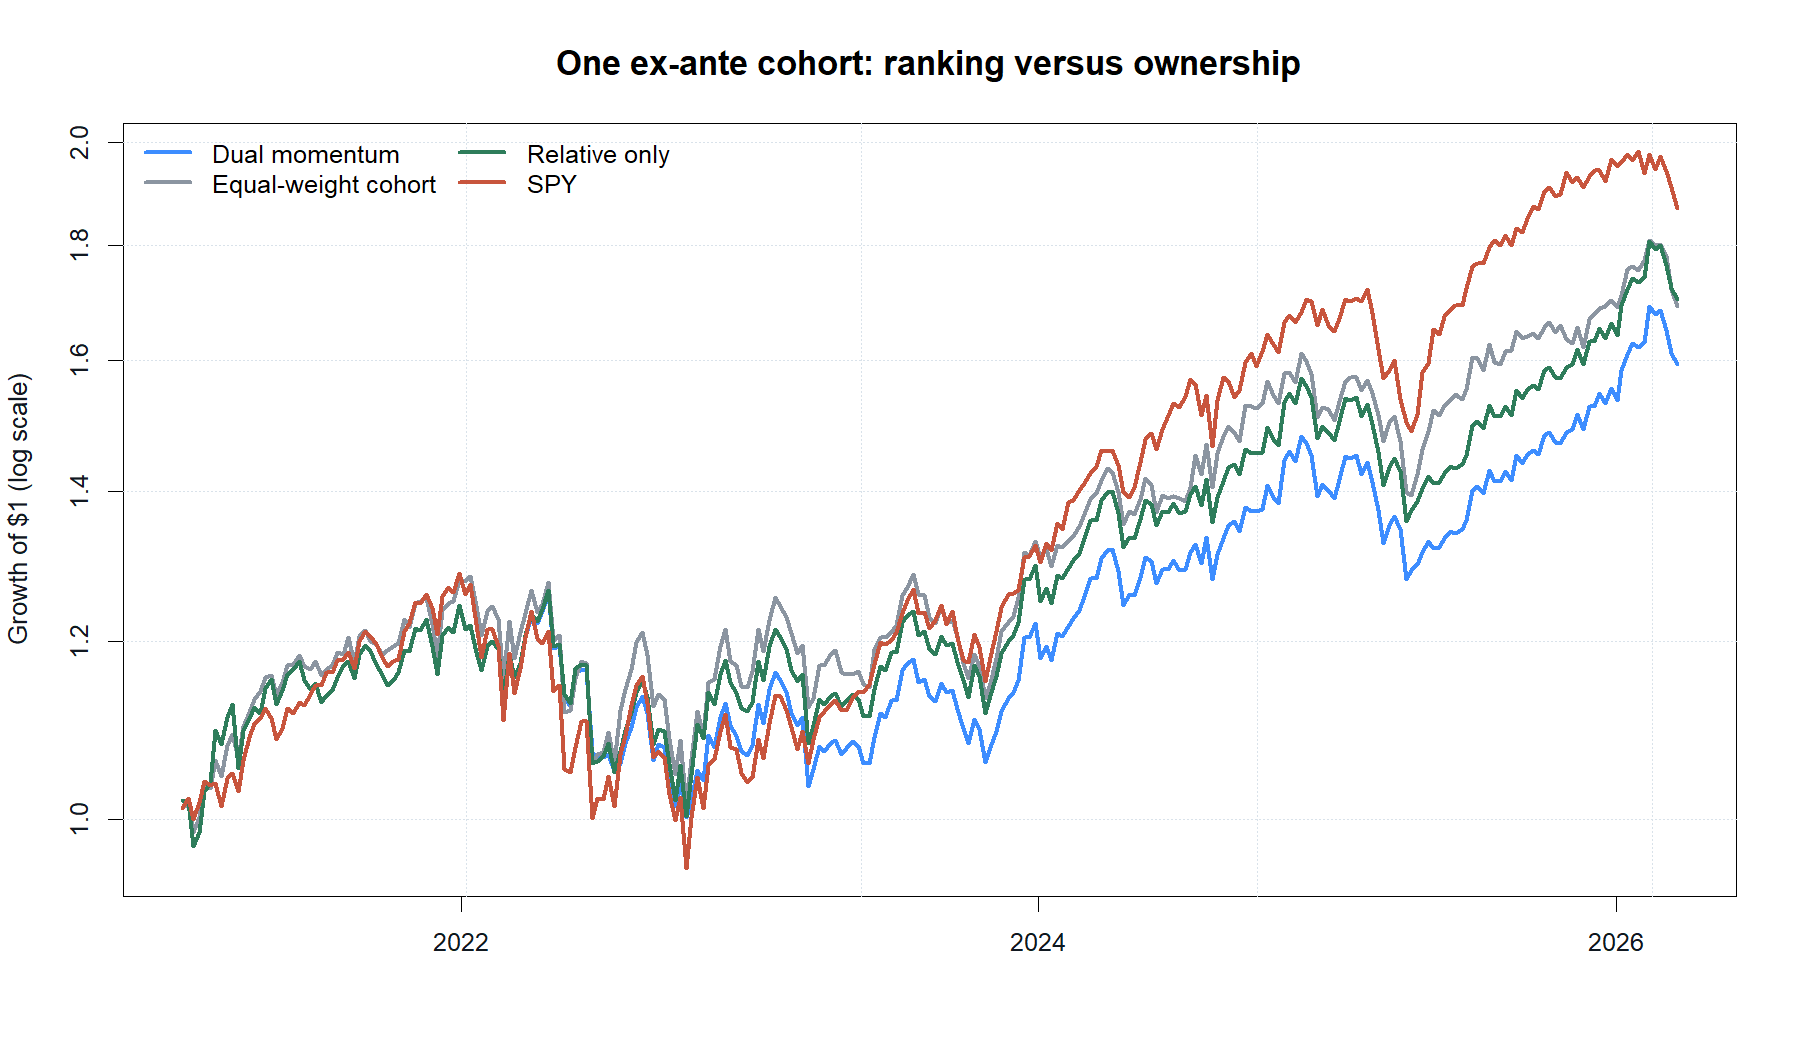 One ex-ante cohort: ranking versus ownership
Growth of $1 (log scale)
2.0
1.8
1.6
1.4
1.2
1.0
Dual momentum
Equal-weight cohort
Relative only
SPY
2022
2024
2026